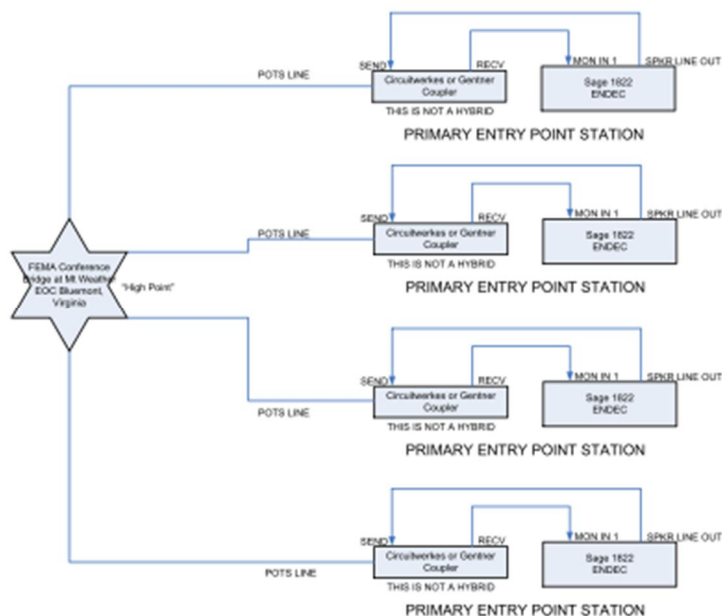 SEND
RECV
MON IN 1
SPKR LINE OUT
POTS LINE
Circuitwerkes or Gentner
Coupler
Sage 1822
ENDEC
THIS IS NOT A HYBRID
PRIMARY ENTRY POINT STATION
SEND
RECV
MON IN 1
SPKR LINE OUT
POTS LINE
Circuitwerkes or Gentner
Coupler
Sage 1822
ENDEC
THIS IS NOT A HYBRID
PRIMARY ENTRY POINT STATION
FEMA Conference
Bridge at Mt Weather
EOC Bluemont,
Virginia
"High Point"
SEND
RECV
MON IN 1
SPKR LINE OUT
POTS LINE
Circuitwerkes or Gentner
Coupler
Sage 1822
ENDEC
THIS IS NOT A HYBRID
PRIMARY ENTRY POINT STATION
SEND
RECV
MON IN 1
SPKR LINE OUT
POTS LINE
Circuitwerkes or Gentner
Coupler
Sage 1822
ENDEC
THIS IS NOT A HYBRID
PRIMARY ENTRY POINT STATION